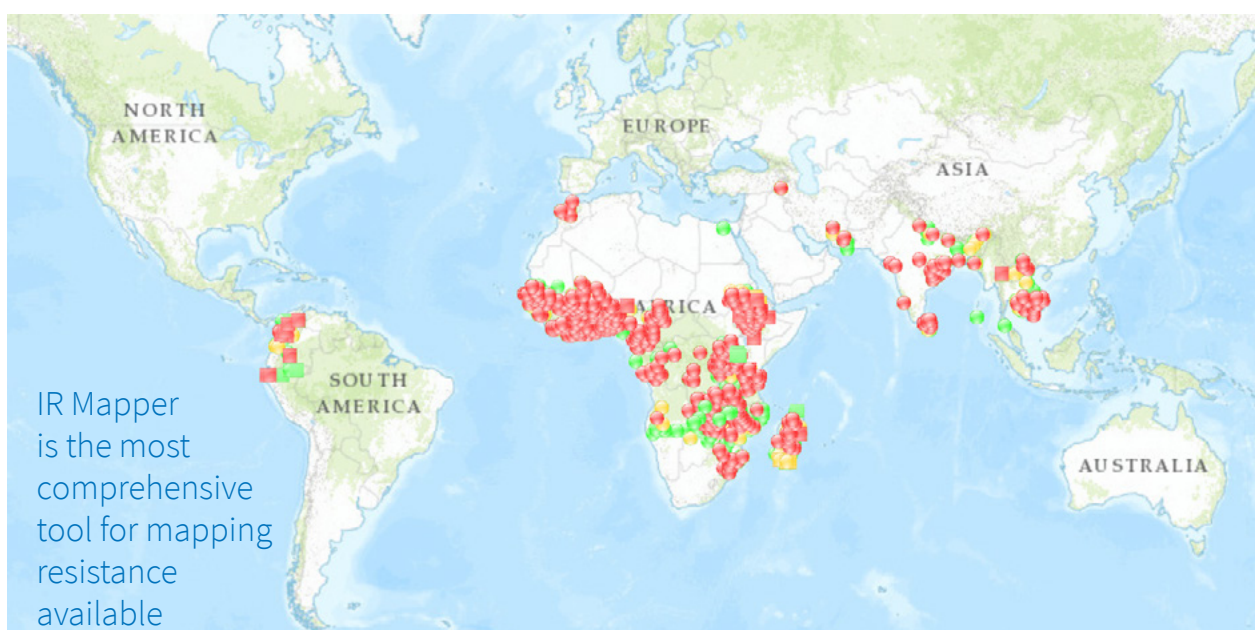 NORTH
AMERICA
EUROPE
ASIA
AFRICA
SOUTH
AMERICA
AUSTRALIA
IR Mapper
is the most
comprehensive
tool for mapping
resistance
available